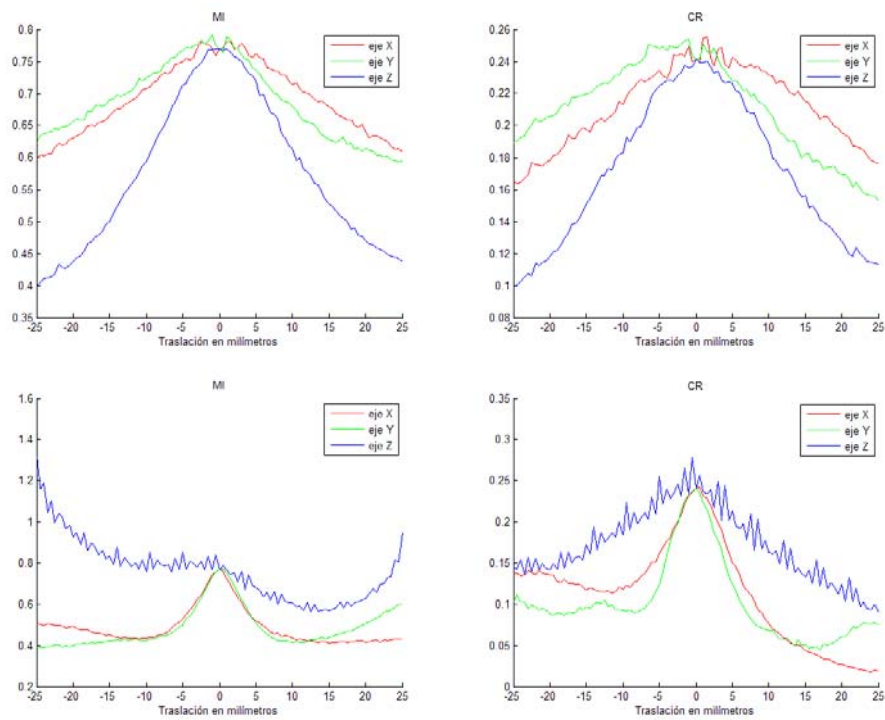 MI
0.8
0.75
0.7
0.65
0.6
0.55
0.5
0.45
0.4
0.35
-25 -20 -15 -10 -5 0 5 10 15 20 25
Traslación en milímetros
eje X
eje Y
eje Z
CR
0.26
0.24
0.22
0.2
0.18
0.16
0.14
0.12
0.1
0.08
-25 -20 -15 -10 -5 0 5 10 15 20 25
Traslación en milímetros
eje X
eje Y
eje Z
MI
1.6
1.4
1.2
1
0.8
0.6
0.4
0.2
-25 -20 -15 -10 -5 0 5 10 15 20 25
Traslación en milímetros
eje X
eje Y
eje Z
CR
0.35
0.3
0.25
0.2
0.15
0.1
0.05
0
-25 -20 -15 -10 -5 0 5 10 15 20 25
Traslación en milímetros
eje X
eje Y
eje Z